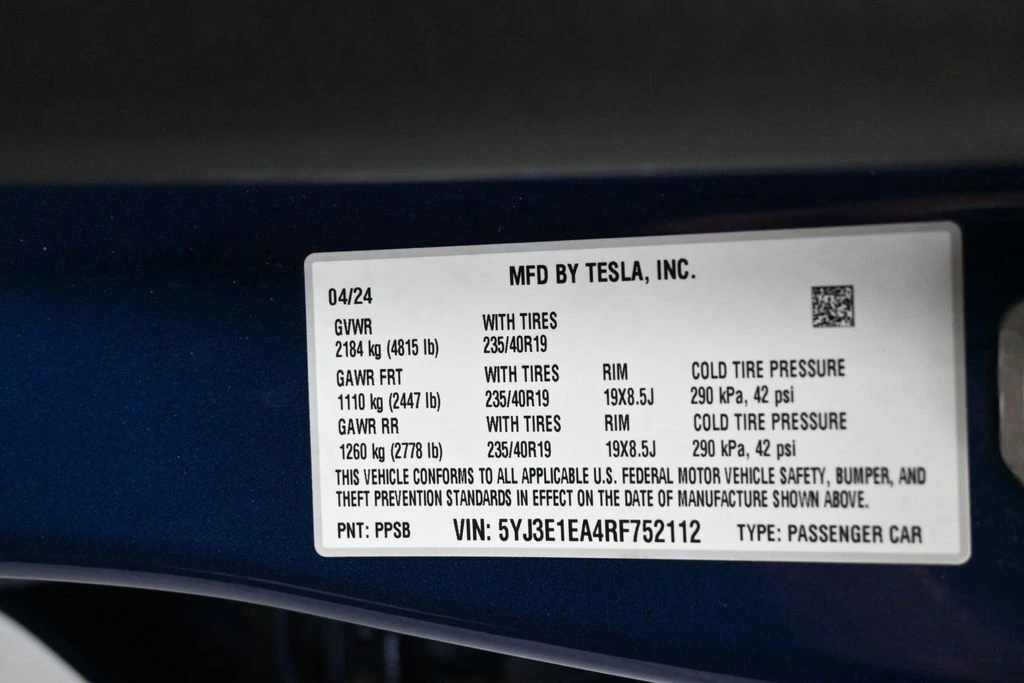 MFD BY TESLA, INC.
04/24
GVWR WITH TIRES
2184 kg (4815 lb) 235/40R19
GAWR FRT WITH TIRES RIM COLD TIRE PRESSURE
1110 kg (2447 lb) 235/40R19 19X8.5J 290 kPa, 42 psi
GAWR RR WITH TIRES RIM COLD TIRE PRESSURE
1260 kg (2778 lb) 235/40R19 19X8.5J 290 kPa, 42 psi
THIS VEHICLE CONFORMS TO ALL APPLICABLE U.S. FEDERAL MOTOR VEHICLE SAFETY, BUMPER, AND
THEFT PREVENTION STANDARDS IN EFFECT ON THE DATE OF MANUFACTURE SHOWN ABOVE.
PNT: PPSB VIN: 5YJ3E1EA4RF752112 TYPE: PASSENGER CAR